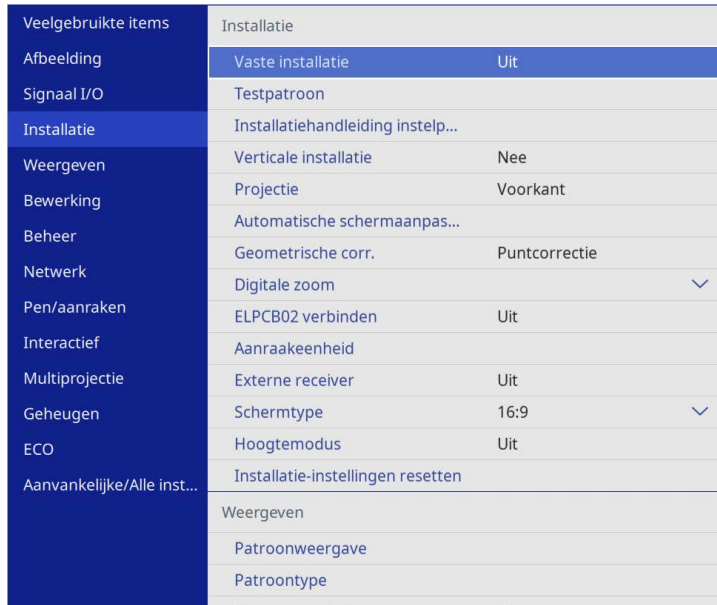 Veelgebruikte items
Afbeelding
Signaal I/O
Installatie
Weergeven
Bewerking
Beheer
Netwerk
Pen/aanraken
Interactief
Multiprojectie
Geheugen
ECO
Aanvankelijke/Alle inst...
Installatie
Vaste installatie Uit
Testpatroon
Installatiehandleiding instelp...
Verticale installatie Nee
Projectie Voorkant
Automatische schermaanpas...
Geometrische corr. Puntcorrectie
Digitale zoom
ELPCB02 verbinden Uit
Aanraakeenheid
Externe receiver Uit
Schermtype 16:9
Hoogtemodus Uit
Installatie-instellingen resetten
Weergeven
Patroonweergave
Patroontype